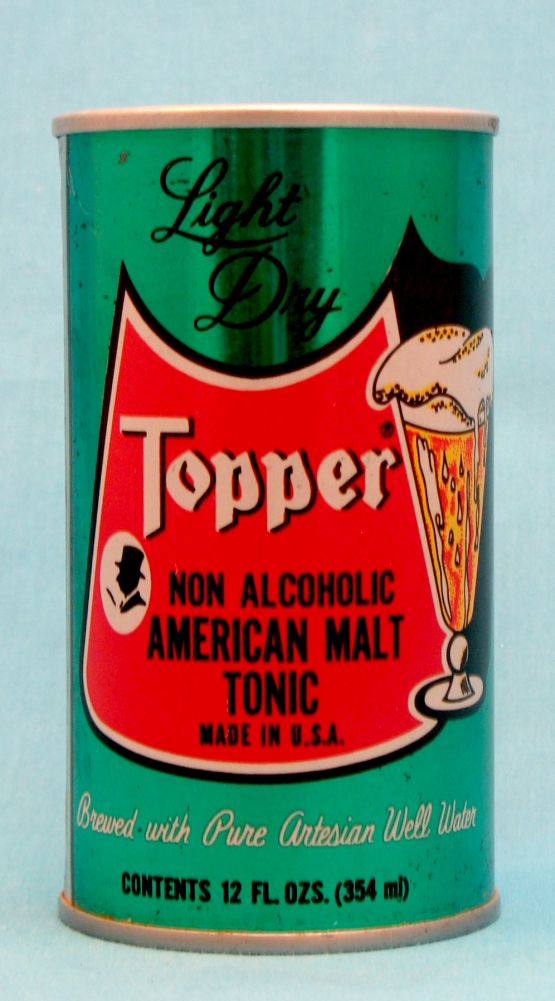 Light
Dry
Topper®
NON ALCOHOLIC
AMERICAN MALT
TONIC
MADE IN U.S.A.
Brewed with Pure Artesian Well Water
CONTENTS 12 FL. OZS. (354 ml)